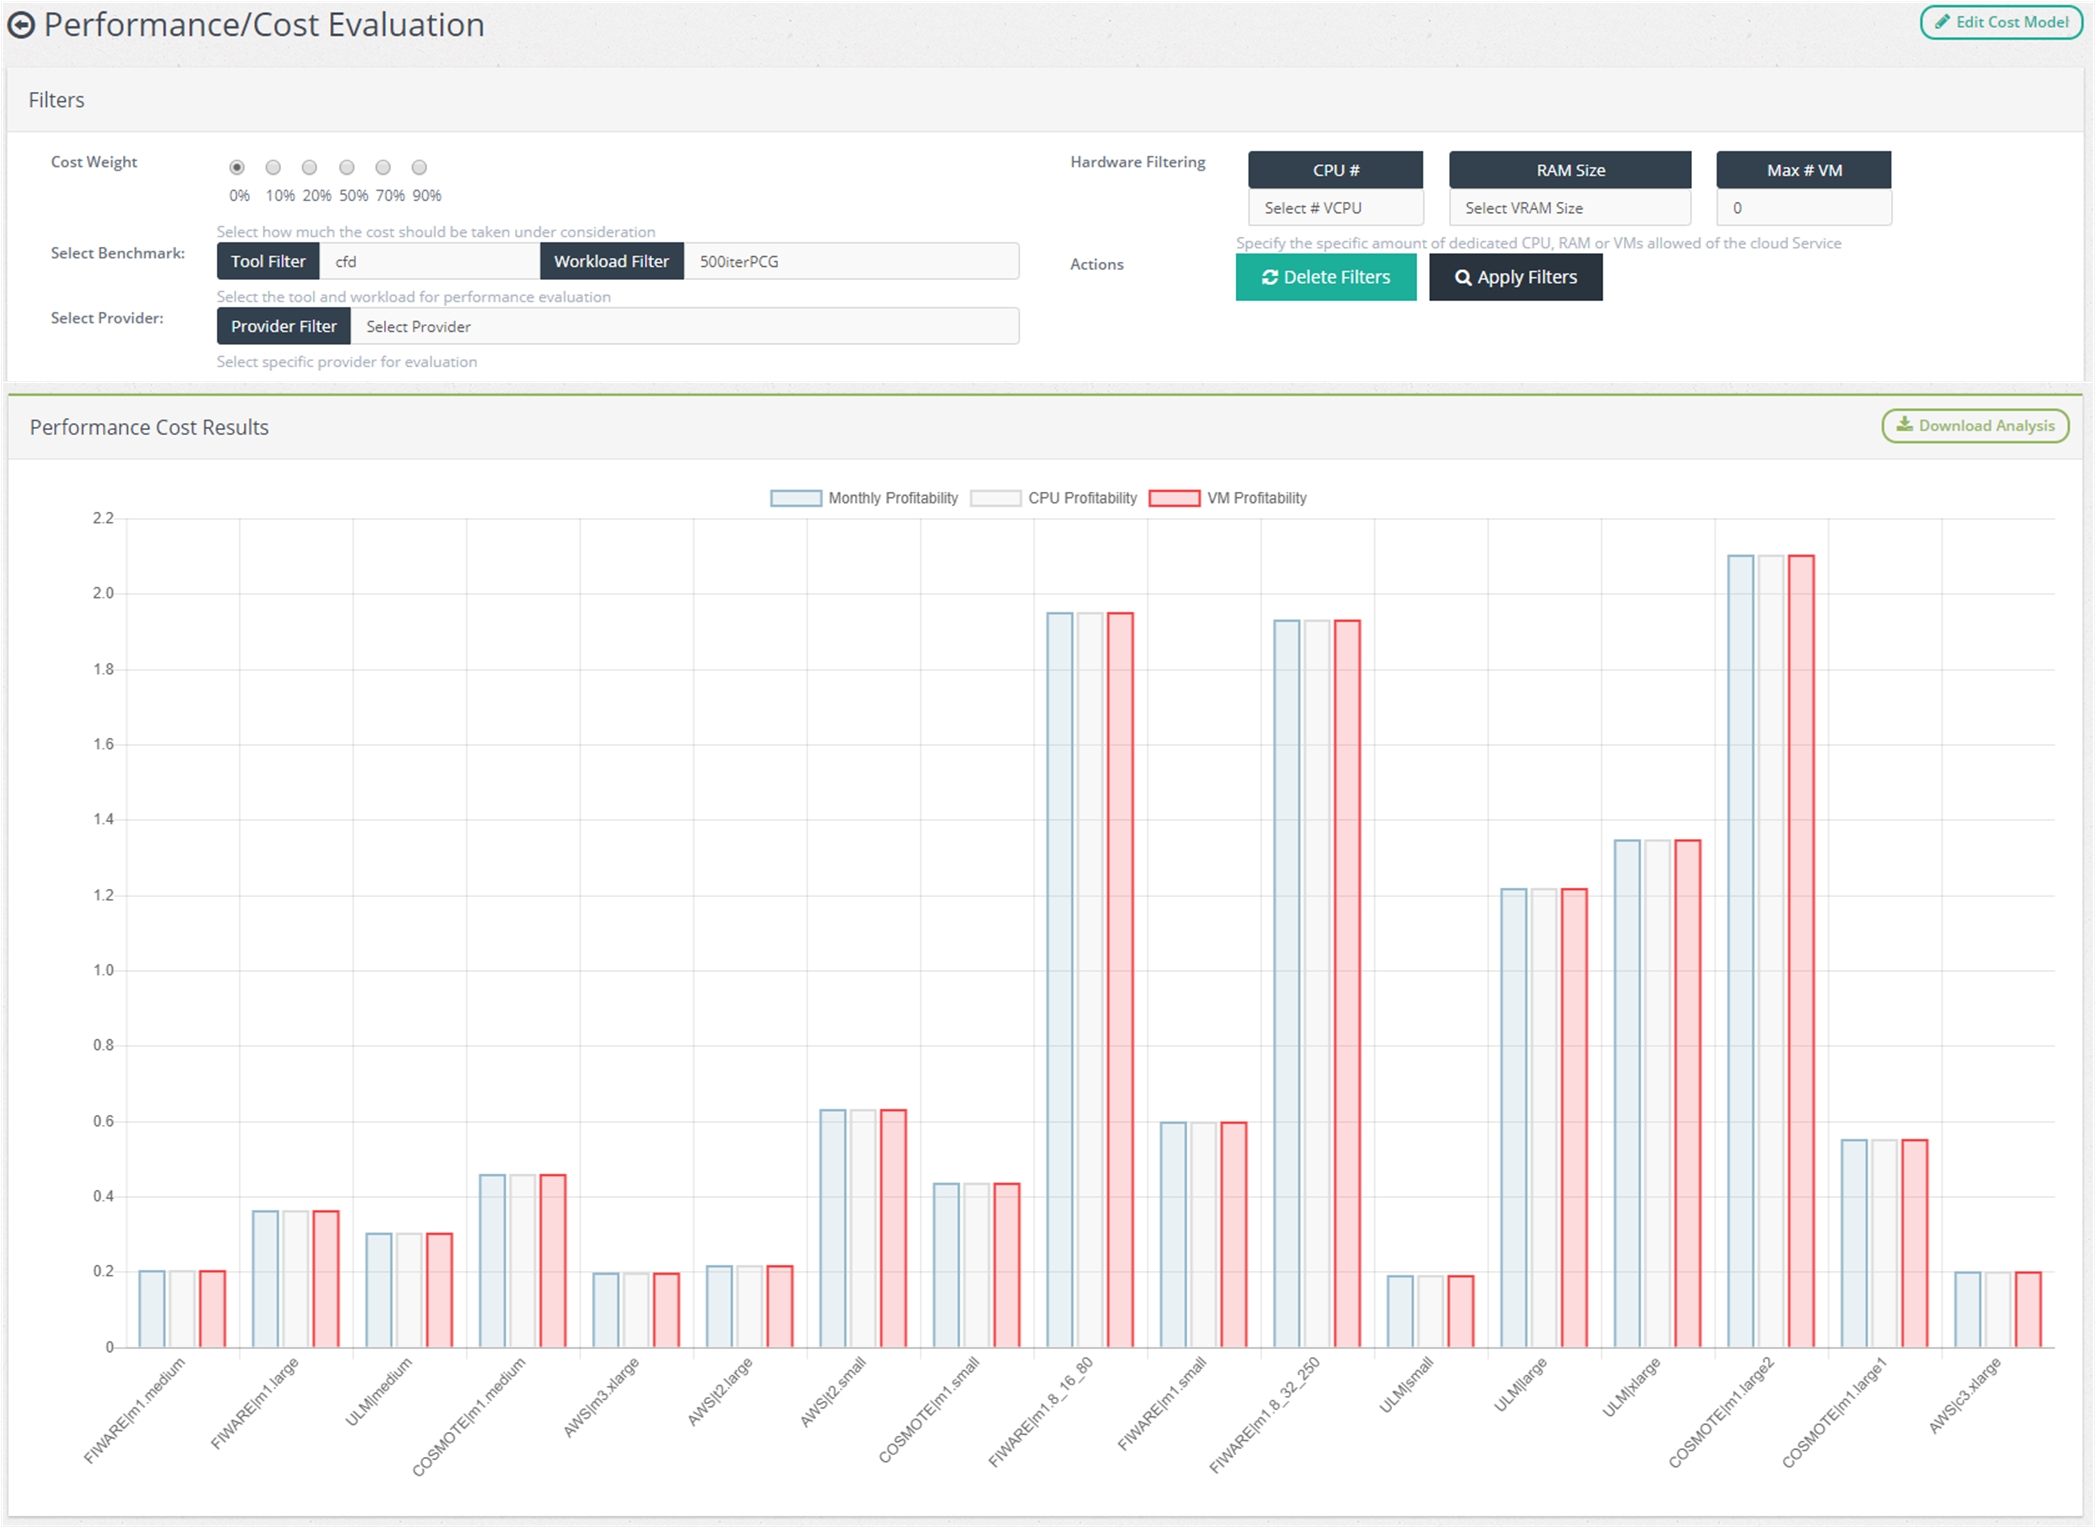 Performance/Cost Evaluation
Edit Cost Model
Filters
Cost Weight
0% 10% 20% 50% 70% 90%
Select how much the cost should be taken under consideration
Select Benchmark:
Tool Filter cfd Workload Filter 500iterPCG
Select the tool and workload for performance evaluation
Select Provider:
Provider Filter Select Provider
Select specific provider for evaluation
Hardware Filtering
CPU # RAM Size Max # VM
Select # VCPU Select VRAM Size 0
Specify the specific amount of dedicated CPU, RAM or VMs allowed of the cloud Service
Actions
Delete Filters Apply Filters
Performance Cost Results
Download Analysis
Monthly Profitability CPU Profitability VM Profitability
2.2
2.0
1.8
1.6
1.4
1.2
1.0
0.8
0.6
0.4
0.2
0
FIWARE|m1.medium
FIWARE|m1.large
ULM|medium
COSMOTE|m1.medium
AWS|m3.xlarge
AWS|t2.large
AWS|t2.small
COSMOTE|m1.small
FIWARE|m1.8_16_80
FIWARE|m1.small
FIWARE|m1.8_32_250
ULM|small
ULM|large
ULM|xlarge
COSMOTE|m1.large2
COSMOTE|m1.large1
AWS|c3.xlarge